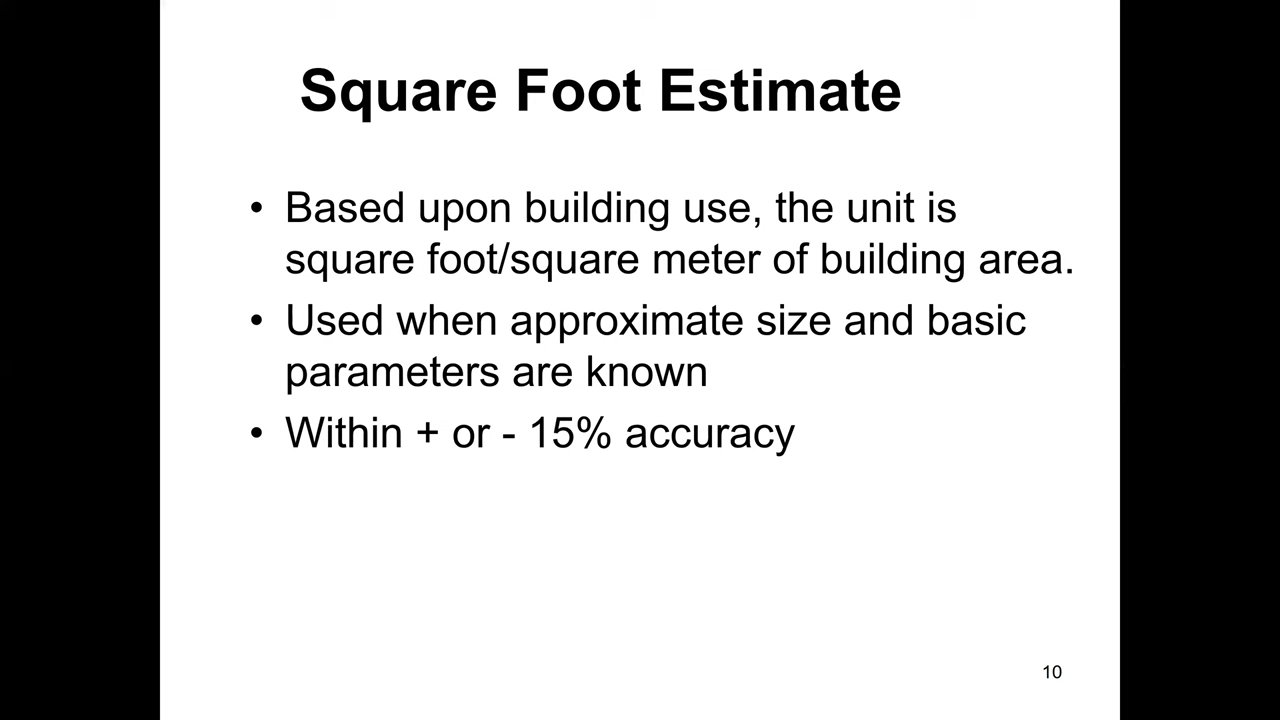 Square Foot Estimate
• Based upon building use, the unit is
square foot/square meter of building area.
• Used when approximate size and basic
parameters are known
• Within + or - 15% accuracy
10